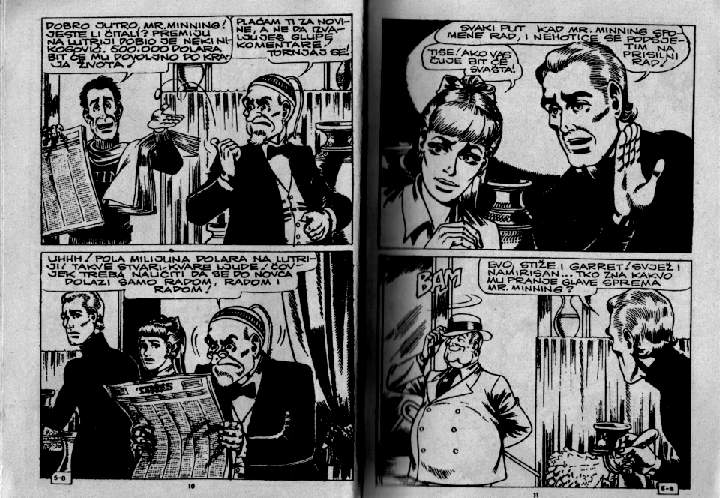 DOBRO JUTRO, MR. MINNING!
JESTE LI ČITALI? PREMIJU
NA LUTRIJI DOBIO JE NEKI NI-
KOGOVIĆ. 500.000 DOLARA
BIT ĆE MU DOVOLJNO DO KRA-
JA ŽIVOTA!
PLAĆAM TI ZA NOVI-
NE, A NE DA IZVA-
LJUJEŠ GLUPE
KOMENTARE!
TORNJAJ SE!
UHHH! POLA MILIJUNA DOLARA NA LUTRI-
JI! TAKVE STVARI KVARE LJUDE! ČOV-
JEK TREBA NAUČITI DA SE DO NOVCA
DOLAZI SAMO RADOM, RADOM I
RADOM!
TIMES
S-8
10
SVAKI PUT KAD MR. MINNING SPO-
MENE RAD, I NEHOTICE SE PODSJE-
TIM NA
PRISILNI
RAD!
TIŠE! AKO VAS
ČUJE BIT ĆE
SVAŠTA!
BAM
EVO, STIŽE I GARRET! SVJEŽ I
NAMIRISAN... TKO ZNA KAKVO
MU PRANJE GLAVE SPREMA
MR. MINNING?
11
S-8